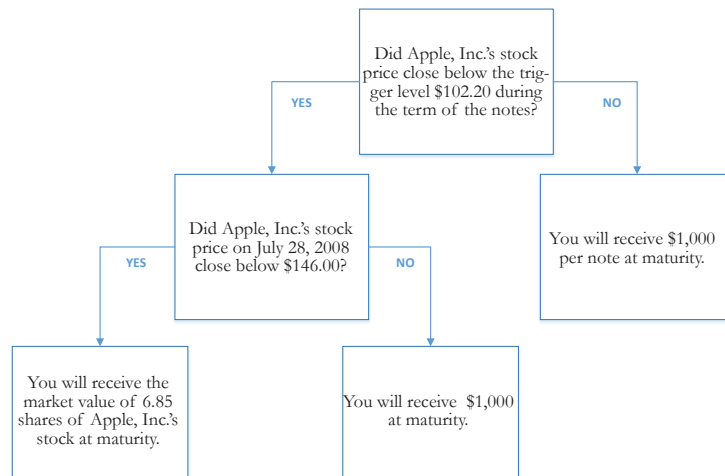 Did Apple, Inc.'s stock
price close below the trig-
ger level $102.20 during
the term of the notes?
YES
NO
Did Apple, Inc.'s stock
price on July 28, 2008
close below $146.00?
You will receive $1,000
per note at maturity.
YES
NO
You will receive the
market value of 6.85
shares of Apple, Inc.'s
stock at maturity.
You will receive $1,000
at maturity.